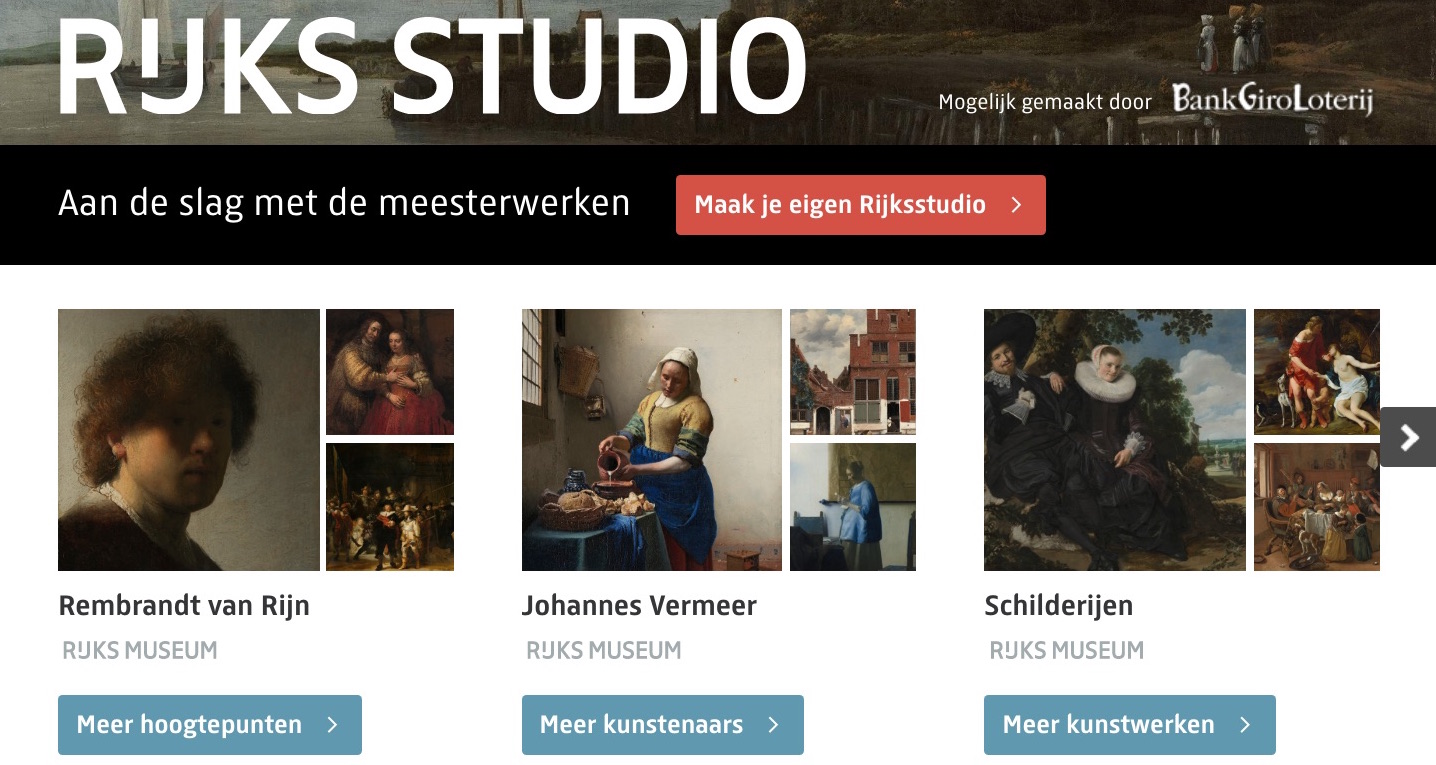 RIJKS STUDIO
Mogelijk gemaakt door BankGiroLoterij
Aan de slag met de meesterwerken
Maak je eigen Rijksstudio
Rembrandt van Rijn
RIJKS MUSEUM
Meer hoogtepunten
Johannes Vermeer
RIJKS MUSEUM
Meer kunstenaars
Schilderijen
RIJKS MUSEUM
Meer kunstwerken